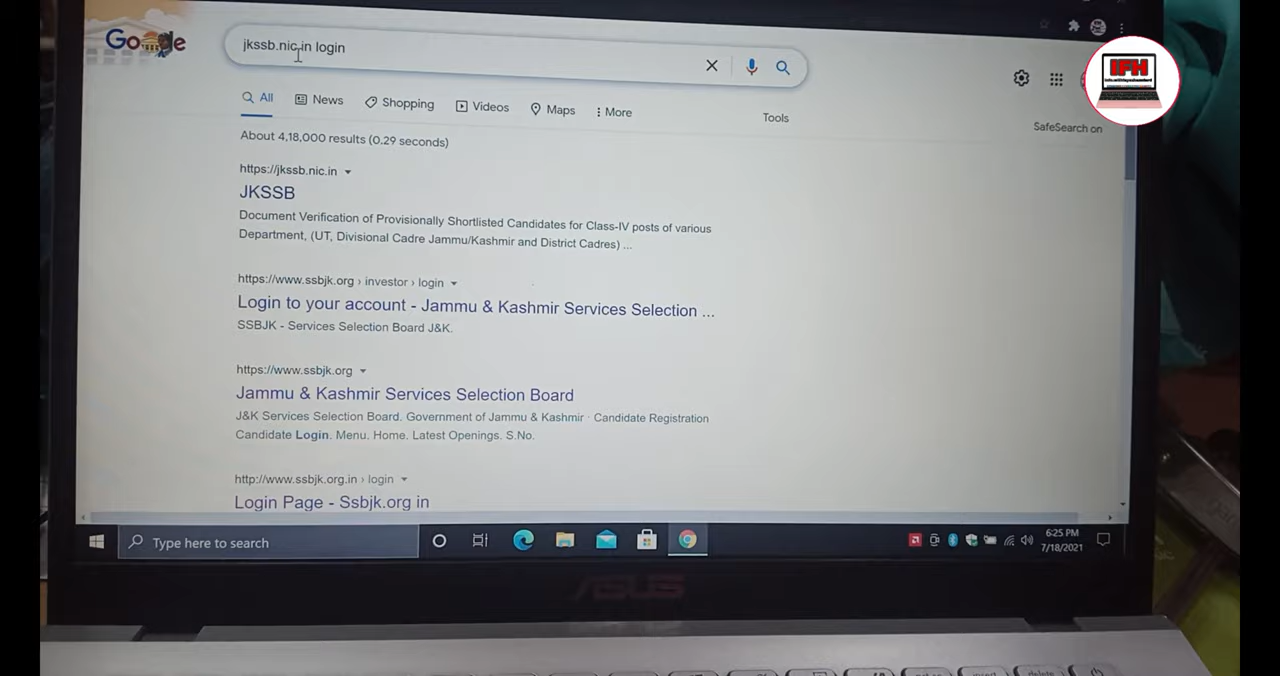 Google
jkssb.nic.in login
IFH
All
News
Shopping
Videos
Maps
More
Tools
SafeSearch on
About 4,18,000 results (0.29 seconds)
https://jkssb.nic.in
JKSSB
Document Verification of Provisionally Shortlisted Candidates for Class-IV posts of various
Department, (UT, Divisional Cadre Jammu/Kashmir and District Cadres) ...
https://www.ssbjk.org › investor › login
Login to your account - Jammu & Kashmir Services Selection ...
SSBJK - Services Selection Board J&K.
https://www.ssbjk.org
Jammu & Kashmir Services Selection Board
J&K Services Selection Board. Government of Jammu & Kashmir · Candidate Registration
Candidate Login. Menu. Home. Latest Openings. S.No.
http://www.ssbjk.org.in › login
Login Page - Ssbjk.org in
Type here to search
6:25 PM
7/18/2021
ASUS